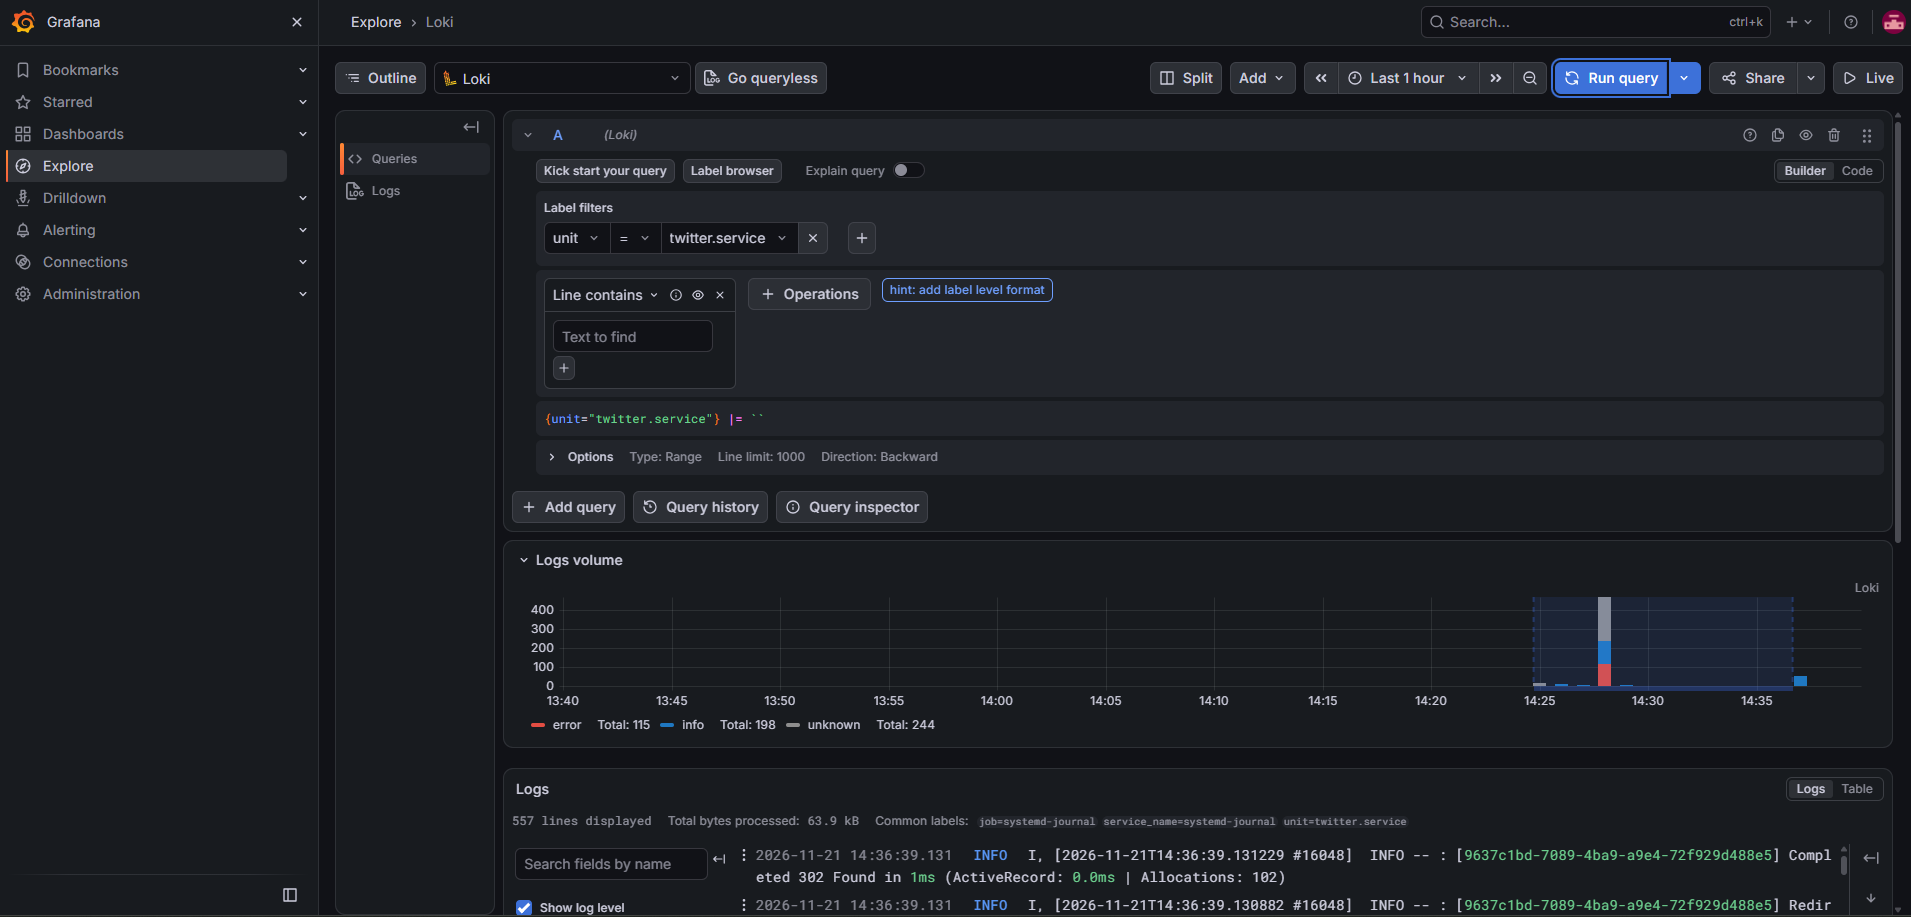 Grafana
Explore › Loki
Search...
ctrl+k
Bookmarks
Starred
Dashboards
Explore
Drilldown
Alerting
Connections
Administration
Outline
Loki
Go queryless
Split
Add
Last 1 hour
Run query
Share
Live
Queries
Logs
A (Loki)
Kick start your query
Label browser
Explain query
Builder
Code
Label filters
unit = twitter.service
Line contains
Operations
hint: add label level format
Text to find
{unit="twitter.service"} |= ``
Options Type: Range Line limit: 1000 Direction: Backward
Add query
Query history
Query inspector
Logs volume
Loki
400
300
200
100
0
13:40 13:45 13:50 13:55 14:00 14:05 14:10 14:15 14:20 14:25 14:30 14:35
error Total: 115 info Total: 198 unknown Total: 244
Logs
Logs
Table
557 lines displayed Total bytes processed: 63.9 kB Common labels: job=systemd-journal service_name=systemd-journal unit=twitter.service
Search fields by name
Show log level
2026-11-21 14:36:39.131 INFO I, [2026-11-21T14:36:39.131229 #16048] INFO -- : [9637c1bd-7089-4ba9-a9e4-72f929d488e5] Compl
eted 302 Found in 1ms (ActiveRecord: 0.0ms | Allocations: 102)
2026-11-21 14:36:39.131 INFO I, [2026-11-21T14:36:39.130882 #16048] INFO -- : [9637c1bd-7089-4ba9-a9e4-72f929d488e5] Redir